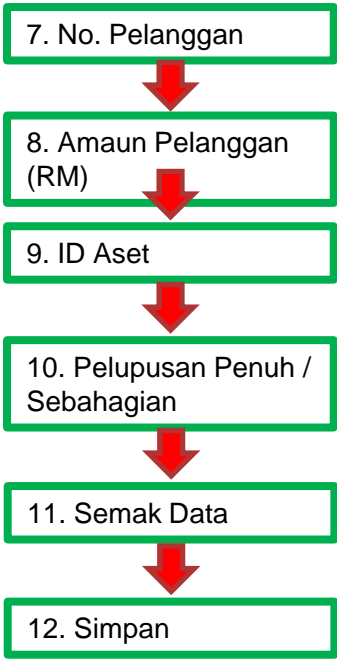 7. No. Pelanggan
8. Amaun Pelanggan
(RM)
9. ID Aset
10. Pelupusan Penuh /
Sebahagian
11. Semak Data
12. Simpan